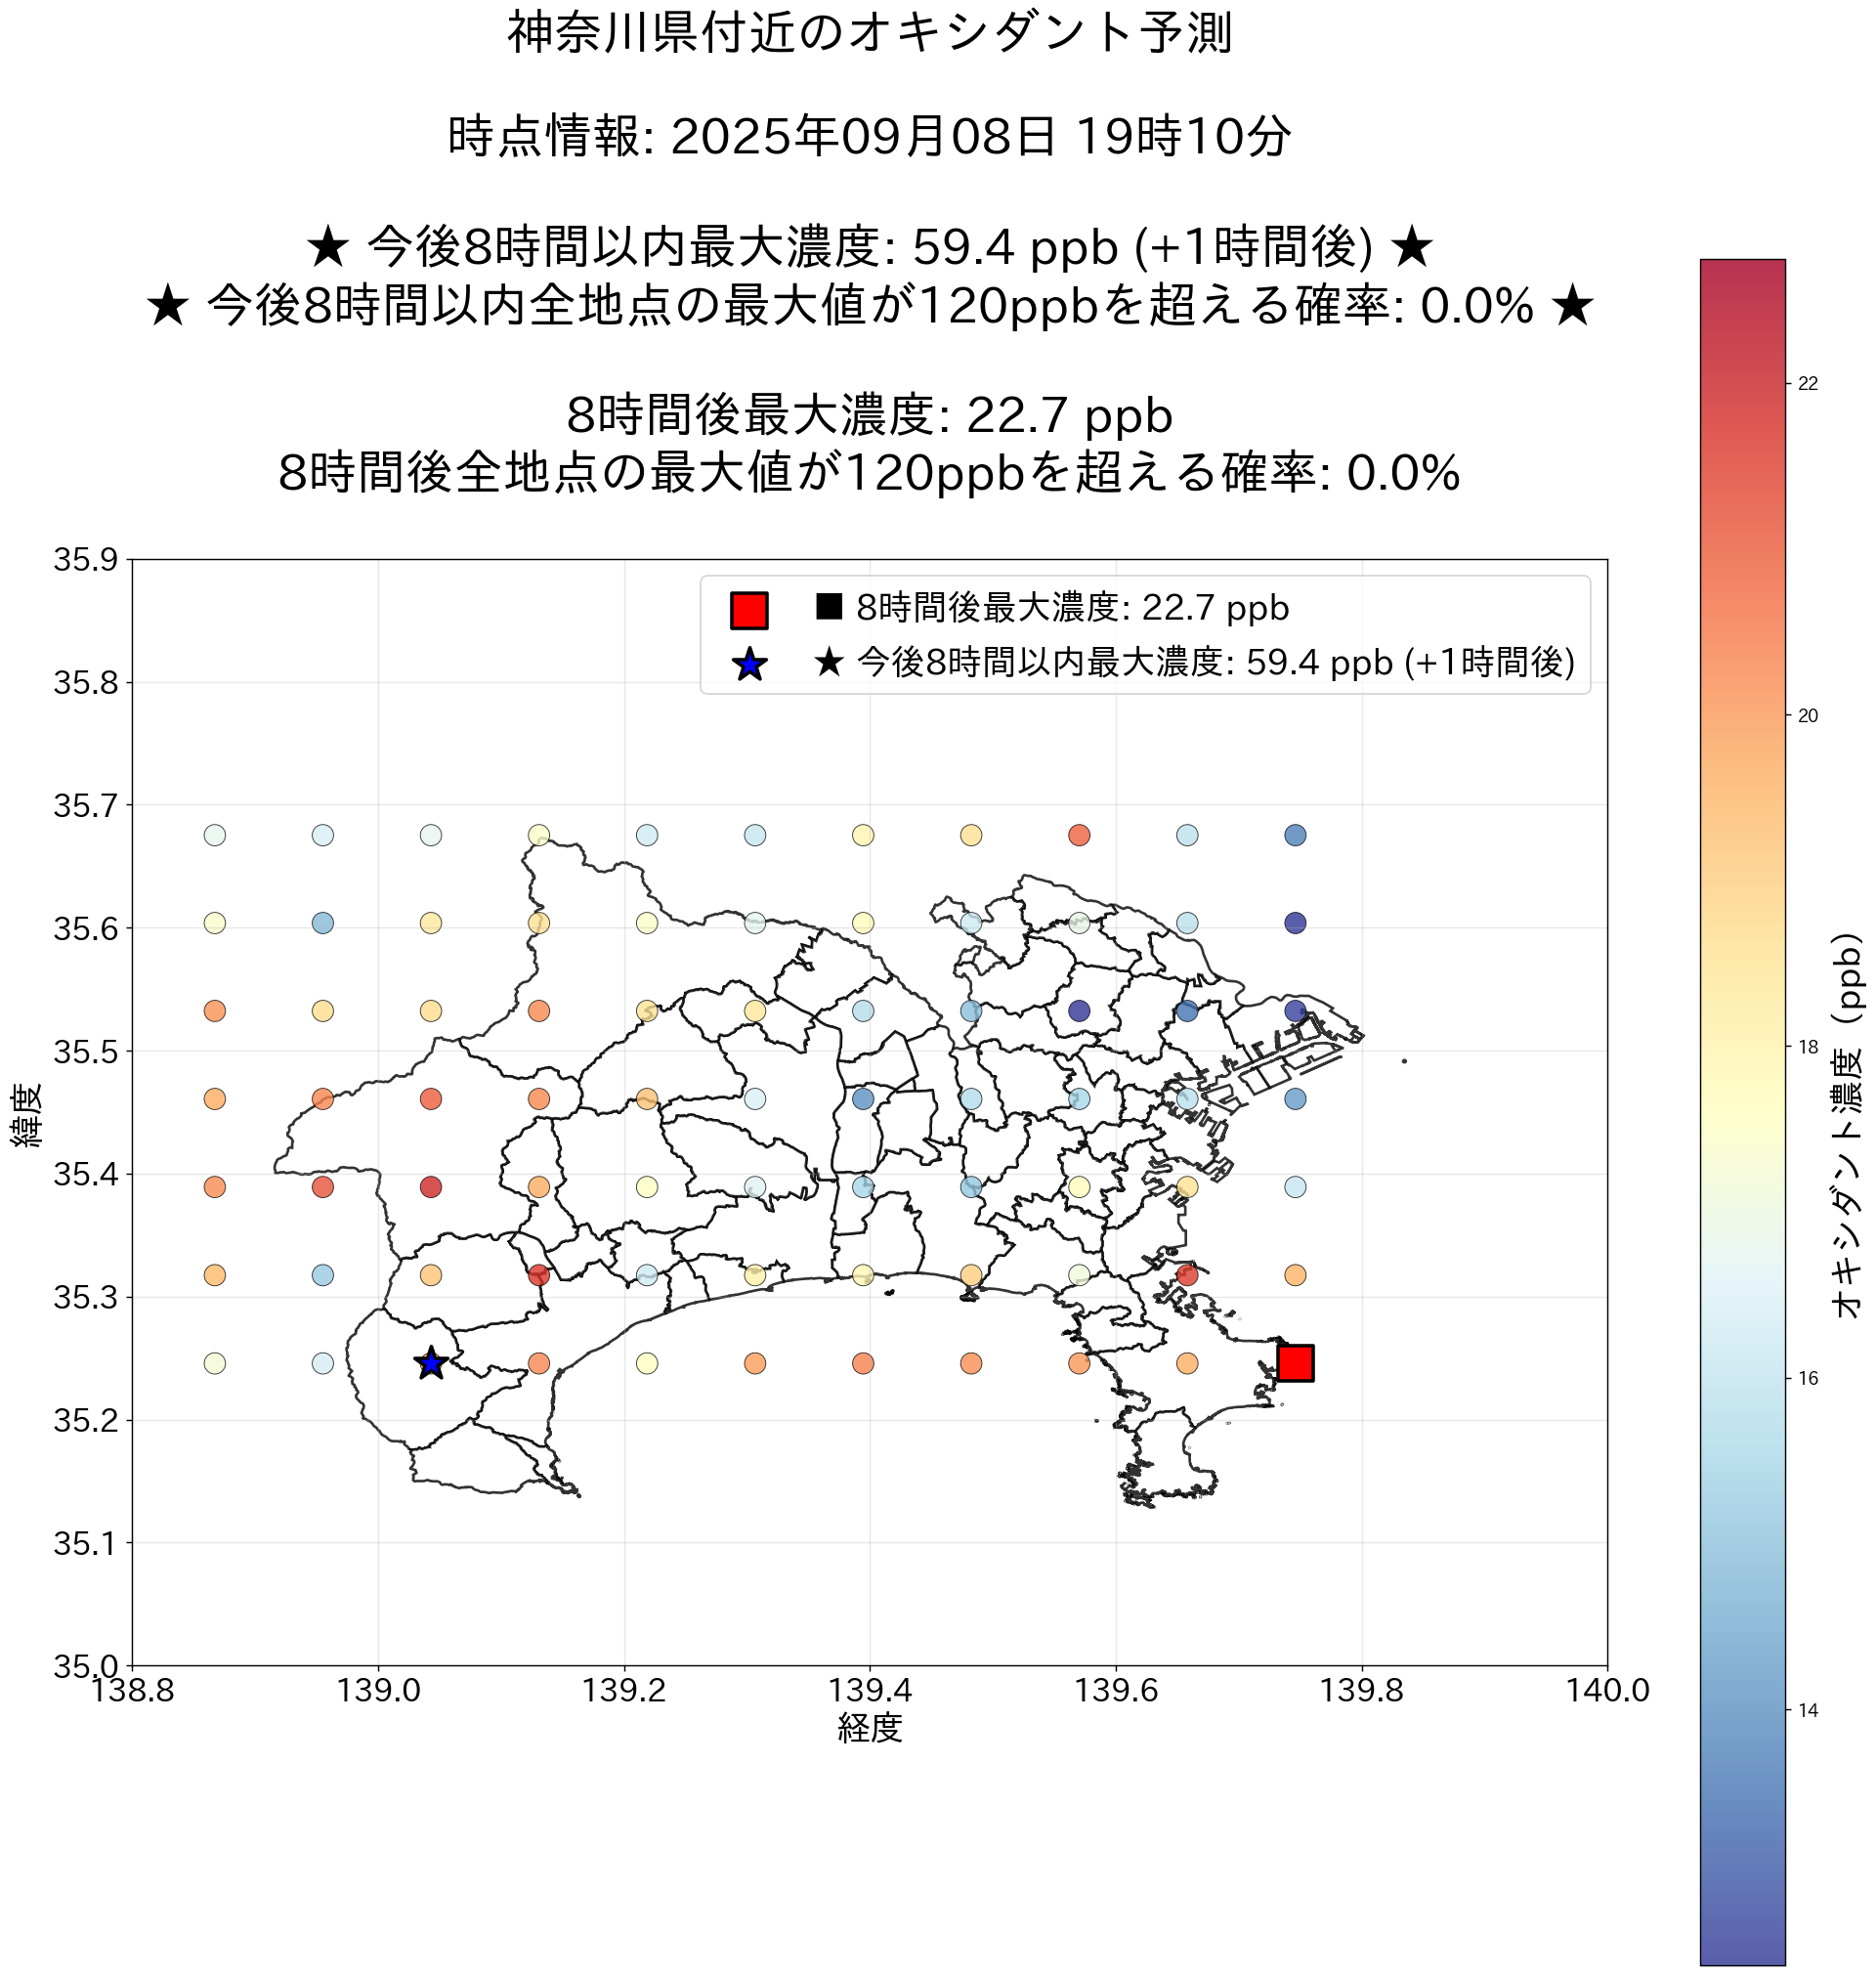 神奈川県付近のオキシダント予測
時点情報: 2025年09月08日 19時10分
★ 今後8時間以内最大濃度: 59.4 ppb (+1時間後) ★
★ 今後8時間以内全地点の最大値が120ppbを超える確率: 0.0% ★
8時間後最大濃度: 22.7 ppb
8時間後全地点の最大値が120ppbを超える確率: 0.0%
■ 8時間後最大濃度: 22.7 ppb
★ 今後8時間以内最大濃度: 59.4 ppb (+1時間後)
35.9
35.8
35.7
35.6
35.5
35.4
35.3
35.2
35.1
35.0
緯度
138.8
139.0
139.2
139.4
139.6
139.8
140.0
経度
22
20
18
16
14
オキシダント濃度（ppb）